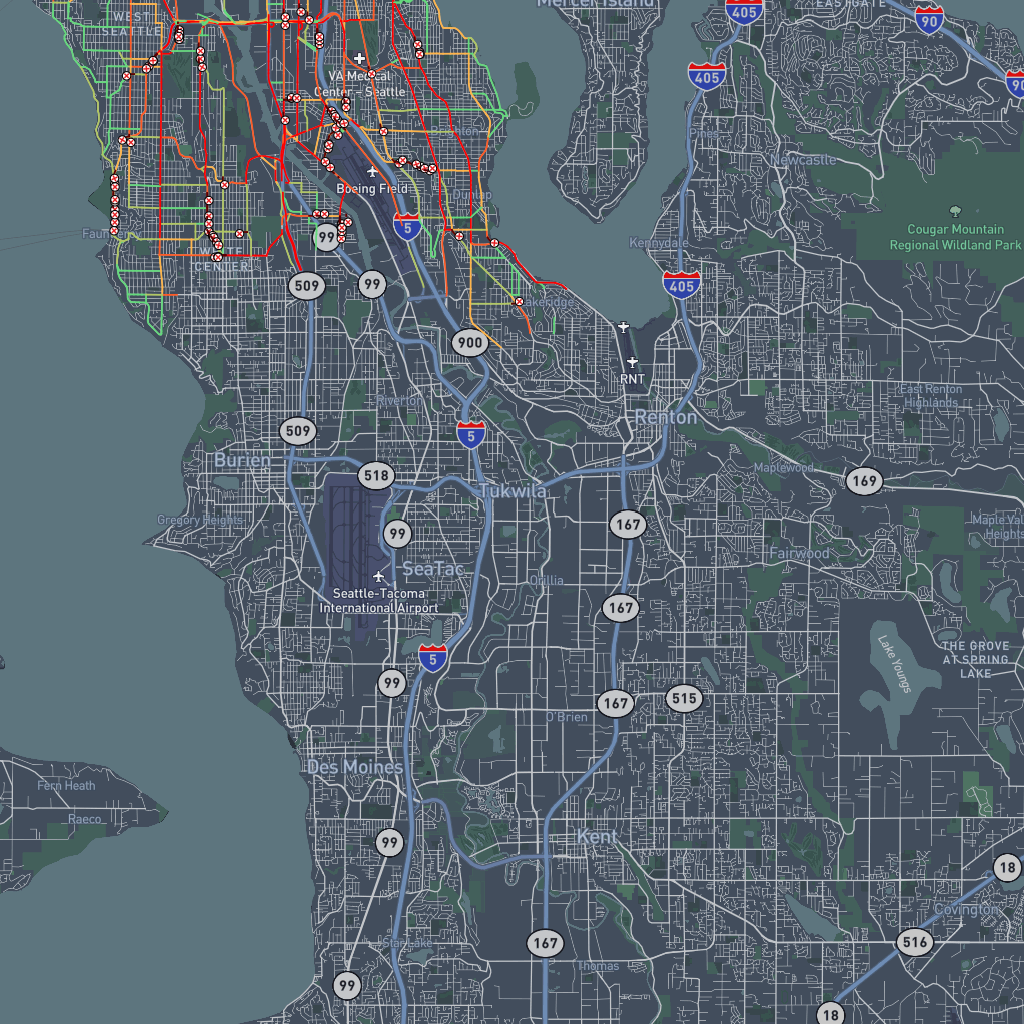 Mercer Island
405
EASTGATE
90
WEST
SEATTLE
405
90
VA Medical
Center – Seattle
Newcastle
Boeing Field
Cougar Mountain
Regional Wildland Park
5
99
Kennydale
WHITE
CENTER
509
99
405
Lakeridge
900
RNT
East Renton
Highlands
Riverton
Renton
509
5
Burien
518
Maplewood
169
Tukwila
Gregory Heights
99
167
Maple Val
Heights
Fairwood
SeaTac
Orillia
Seattle-Tacoma
International Airport
167
Lake Youngs
THE GROVE
AT SPRING
LAKE
5
99
515
167
O'Brien
Des Moines
Fern Heath
Raeco
Kent
99
18
Covington
Star Lake
167
516
Thomas
99
18